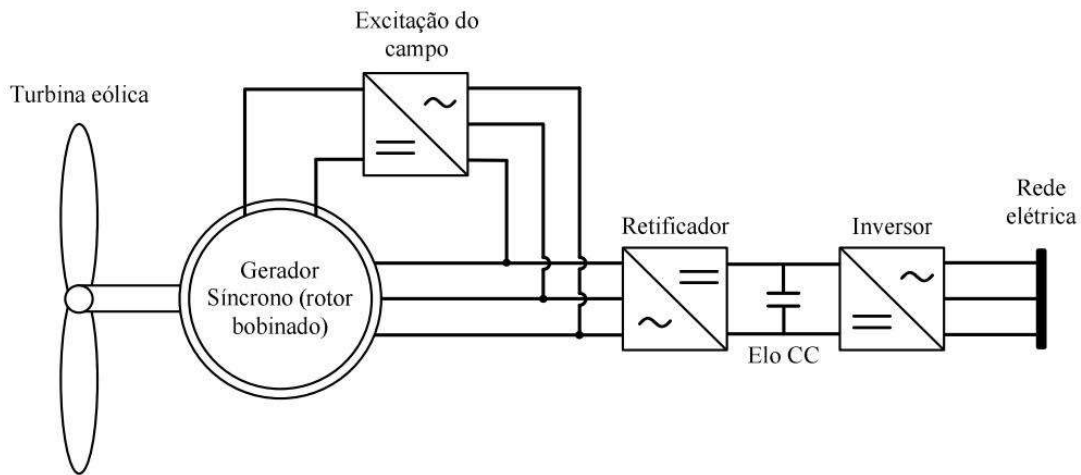 Excitação do
campo
Turbina eólica
Gerador
Síncrono (rotor
bobinado)
Retificador
Elo CC
Inversor
Rede
elétrica